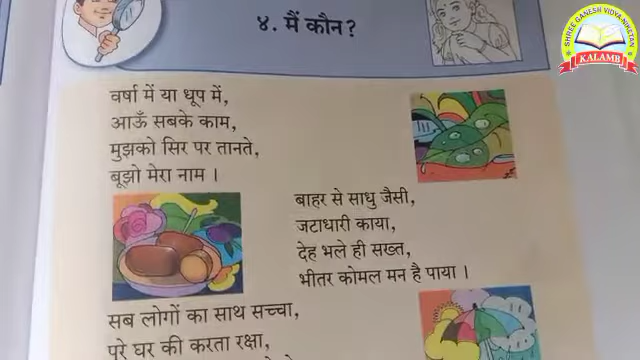 SHREE GANESH VIDYA NIKETAN
KALAMB
४. मैं कौन?
वर्षा में या धूप में,
आऊँ सबके काम,
मुझको सिर पर तानते,
बूझो मेरा नाम ।
बाहर से साधु जैसी,
जटाधारी काया,
देह भले ही सख्त,
भीतर कोमल मन है पाया ।
सब लोगों का साथ सच्चा,
पूरे घर की करता रक्षा,